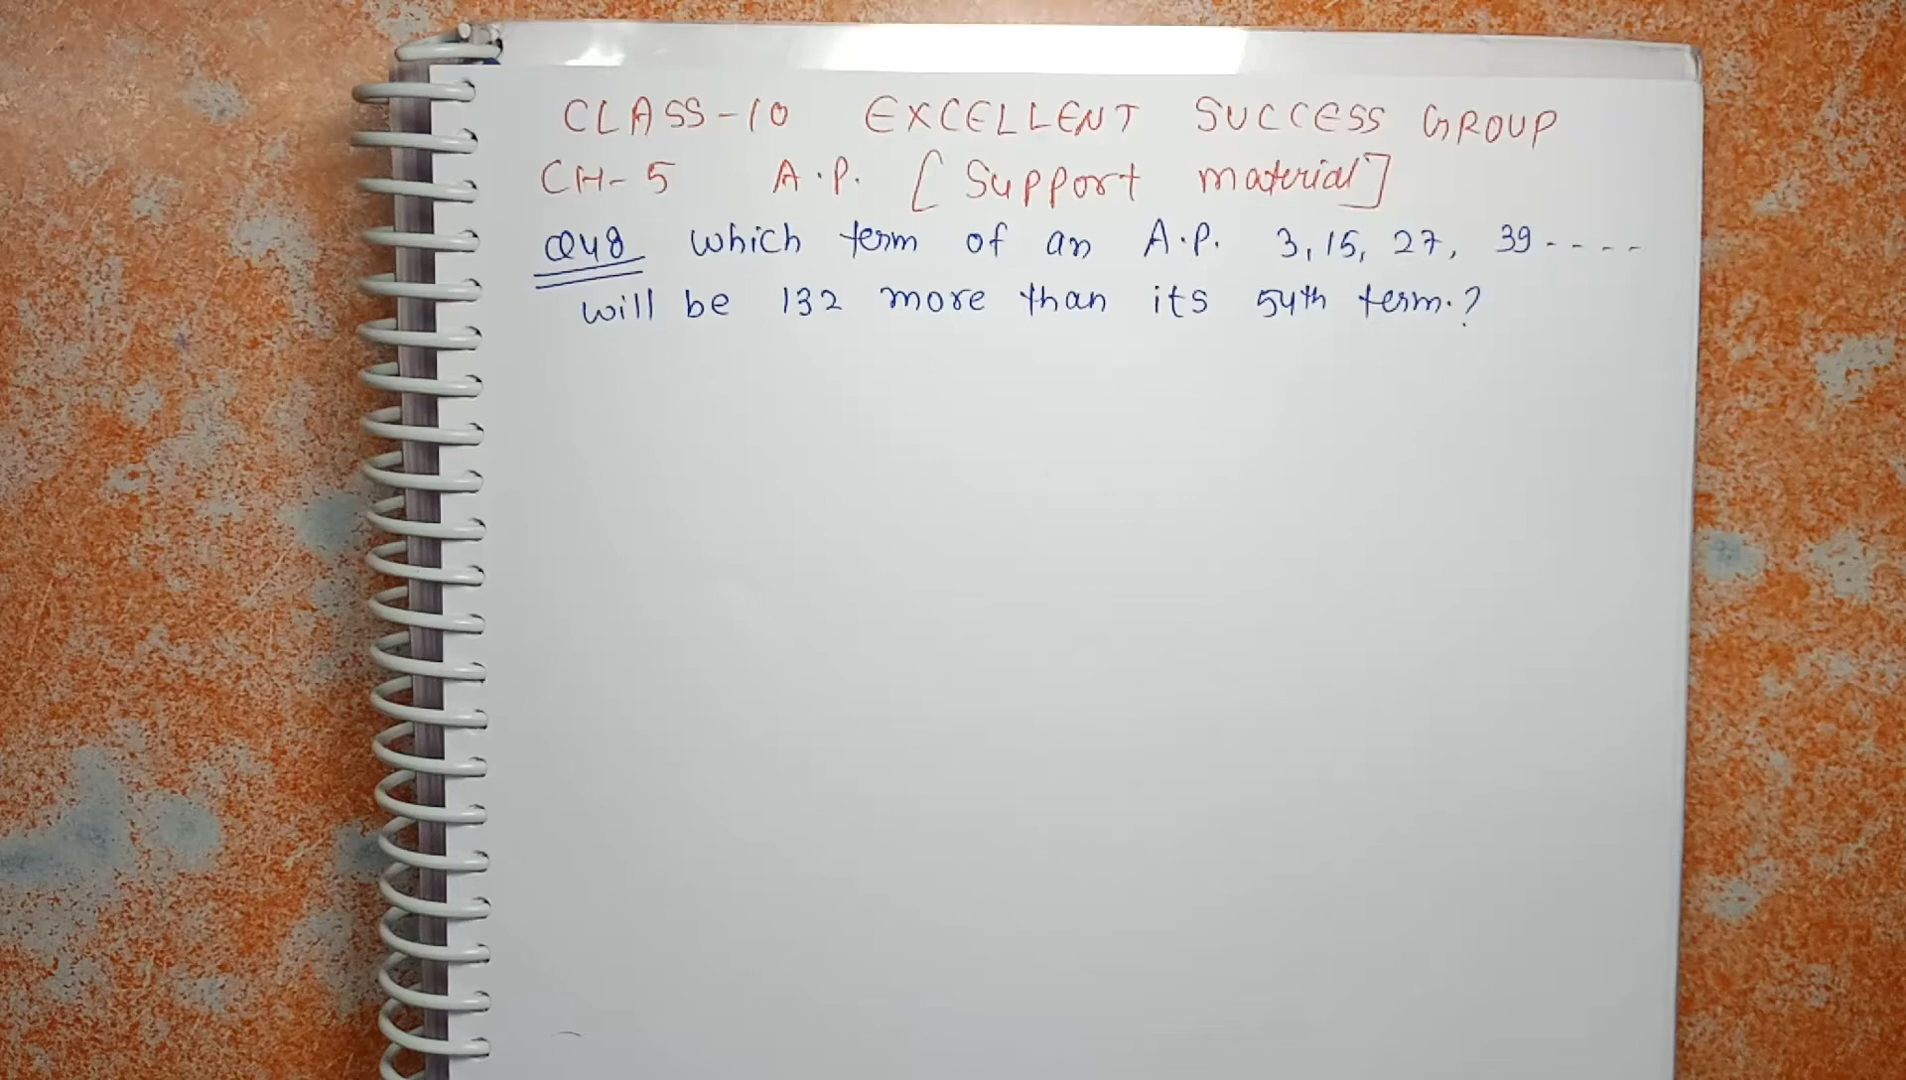 CLASS-10 EXCELLENT SUCCESS GROUP
CH-5 A.P. [Support material]
Q48 which term of an A.P. 3, 15, 27, 39 - - - -
will be 132 more than its 54th term.?